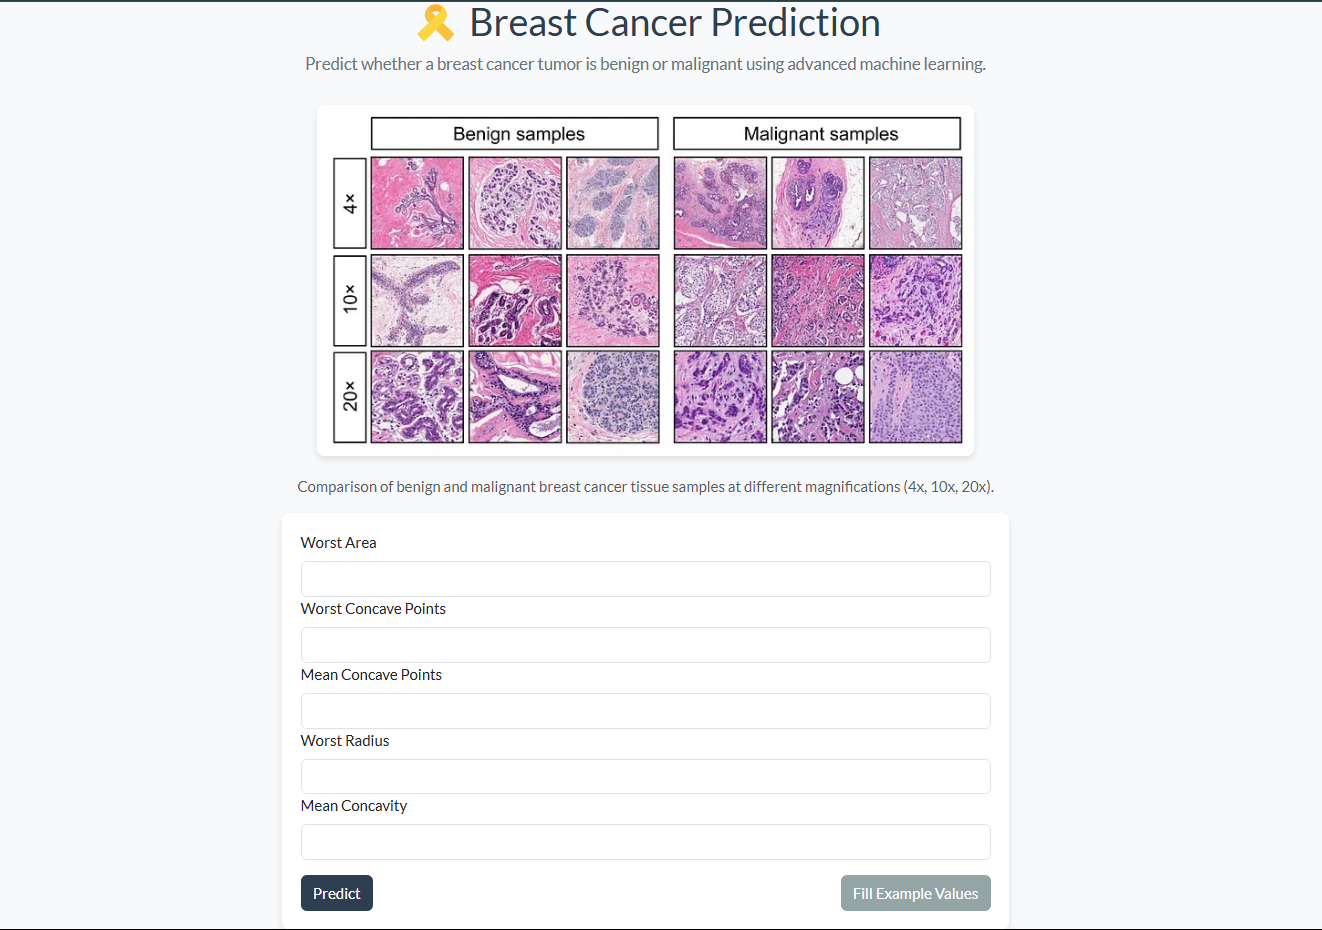 Breast Cancer Prediction
Predict whether a breast cancer tumor is benign or malignant using advanced machine learning.
Benign samples
Malignant samples
4×
10×
20×
Comparison of benign and malignant breast cancer tissue samples at different magnifications (4x, 10x, 20x).
Worst Area
Worst Concave Points
Mean Concave Points
Worst Radius
Mean Concavity
Predict
Fill Example Values